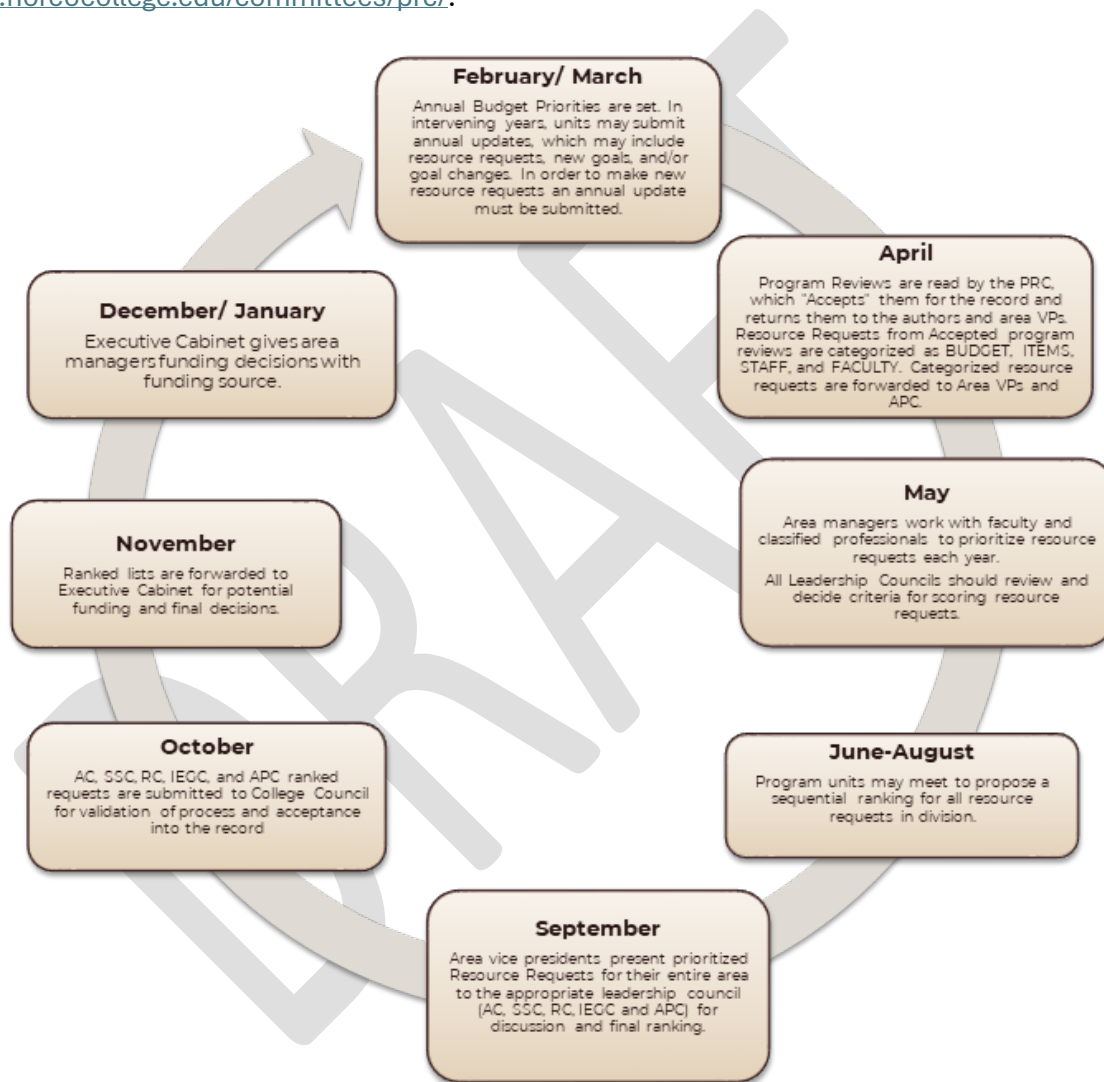 .norcocollege.edu/committees/prc/.
February/ March
Annual Budget Priorities are set. In
intervening years, units may submit
annual updates, which may include
resource requests, new goals, and/or
goal changes. In order to make new
resource requests an annual update
must be submitted.
April
Program Reviews are read by the PRC,
which "Accepts" them for the record and
returns them to the authors and area VPs.
Resource Requests from Accepted program
reviews are categorized as BUDGET, ITEMS,
STAFF, and FACULTY. Categorized resource
requests are forwarded to Area VPs and
APC.
May
Area managers work with faculty and
classified professionals to prioritize resource
requests each year.
All Leadership Councils should review and
decide criteria for scoring resource
requests.
June-August
Program units may meet to propose a
sequential ranking for all resource
requests in division.
September
Area vice presidents present prioritized
Resource Requests for their entire area
to the appropriate leadership council
(AC, SSC, RC, IEGC and APC) for
discussion and final ranking.
October
AC, SSC, RC, IEGC, and APC ranked
requests are submitted to College Council
for validation of process and acceptance
into the record
November
Ranked lists are forwarded to
Executive Cabinet for potential
funding and final decisions.
December/ January
Executive Cabinet gives area
managers funding decisions with
funding source.
DRAFT